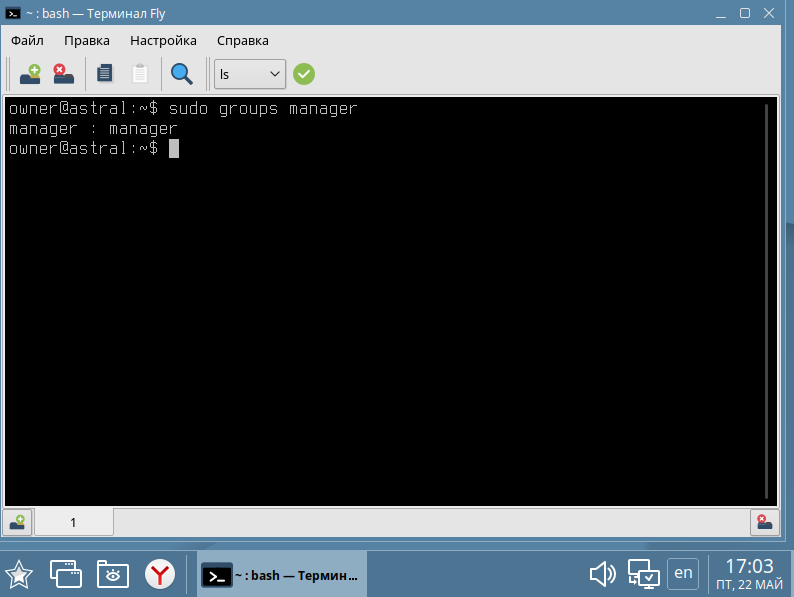 ~ : bash — Терминал Fly
Файл Правка Настройка Справка
ls
owner@astral:~$ sudo groups manager
manager : manager
owner@astral:~$
1
~ : bash — Термин...
en
17:03
ПТ, 22 МАЙ